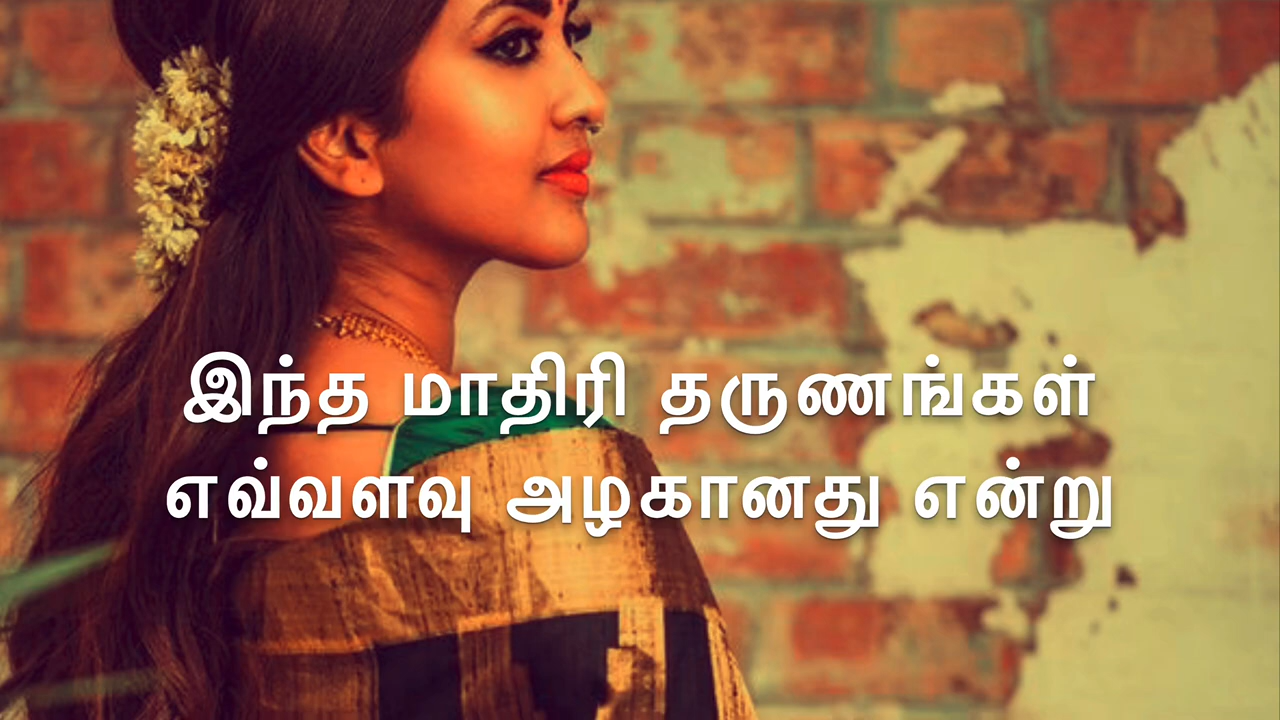 இந்த மாதிரி தருணங்கள்
எவ்வளவு அழகானது என்று